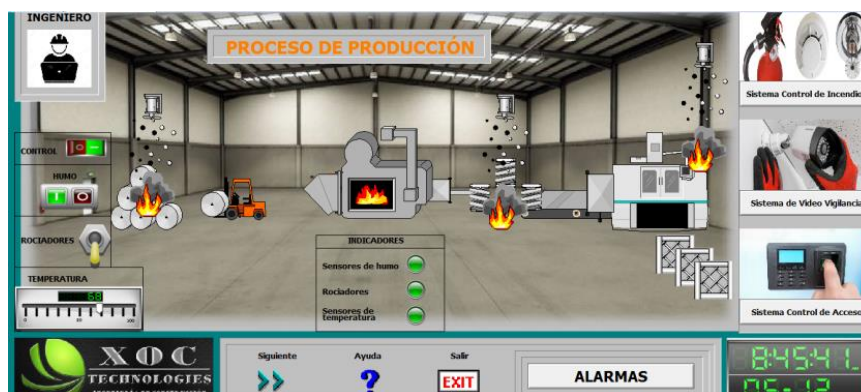 INGENIERO
PROCESO DE PRODUCCIÓN
Sistema Control de Incendio
CONTROL
HUMO
Sistema de Video Vigilancia
ROCIADORES
INDICADORES
Sensores de humo
Rociadores
Sensores de
temperatura
TEMPERATURA
Sistema Control de Acceso
XOC
TECHNOLOGIES
Siguiente
Ayuda
Salir
?
EXIT
ALARMAS
8:45:41